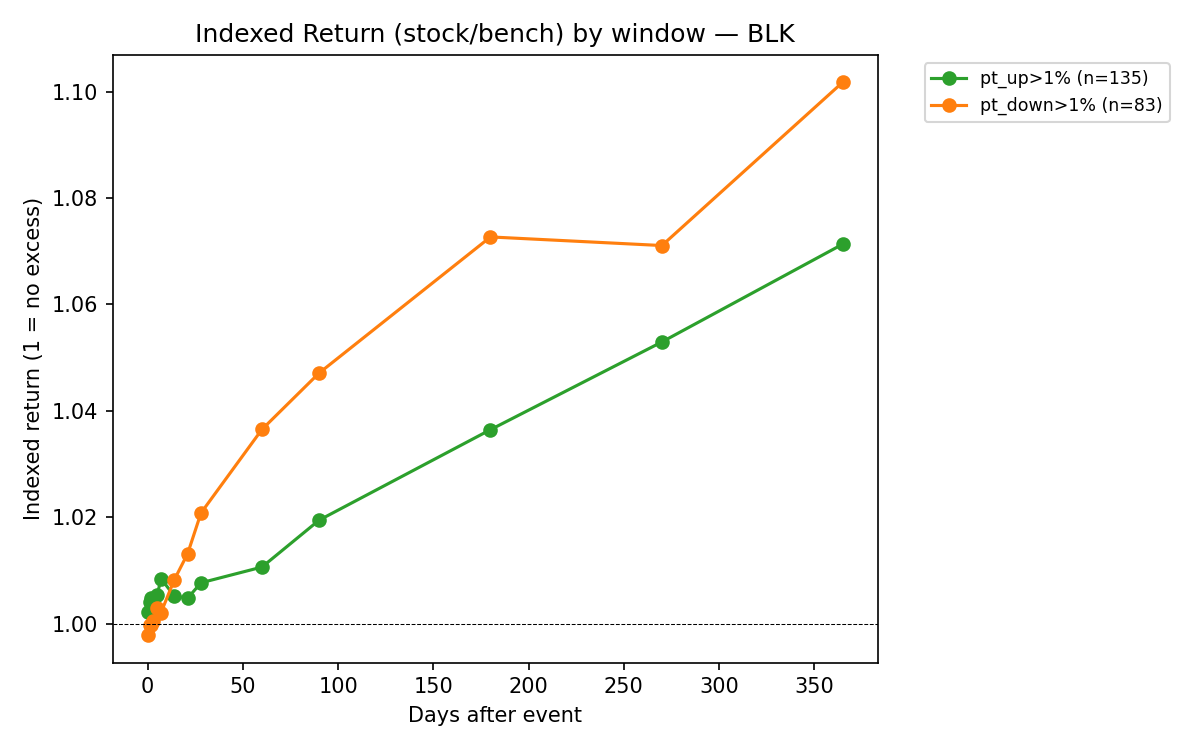 Indexed Return (stock/bench) by window — BLK
pt_up>1% (n=135)
pt_down>1% (n=83)
Indexed return (1 = no excess)
1.10
1.08
1.06
1.04
1.02
1.00
0 50 100 150 200 250 300 350
Days after event